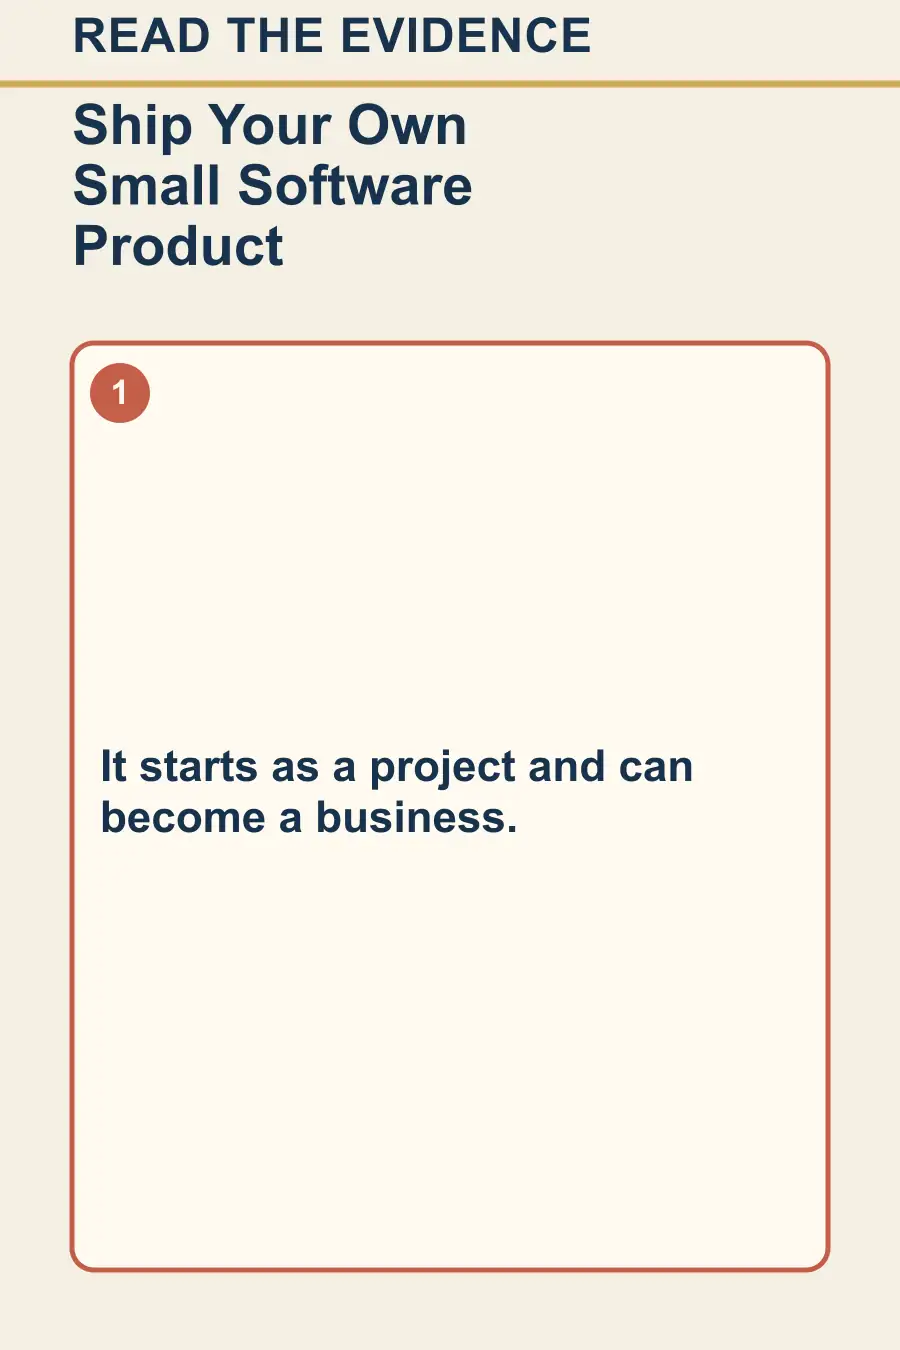 READ THE EVIDENCE
Ship Your Own
Small Software
Product
1
It starts as a project and can
become a business.